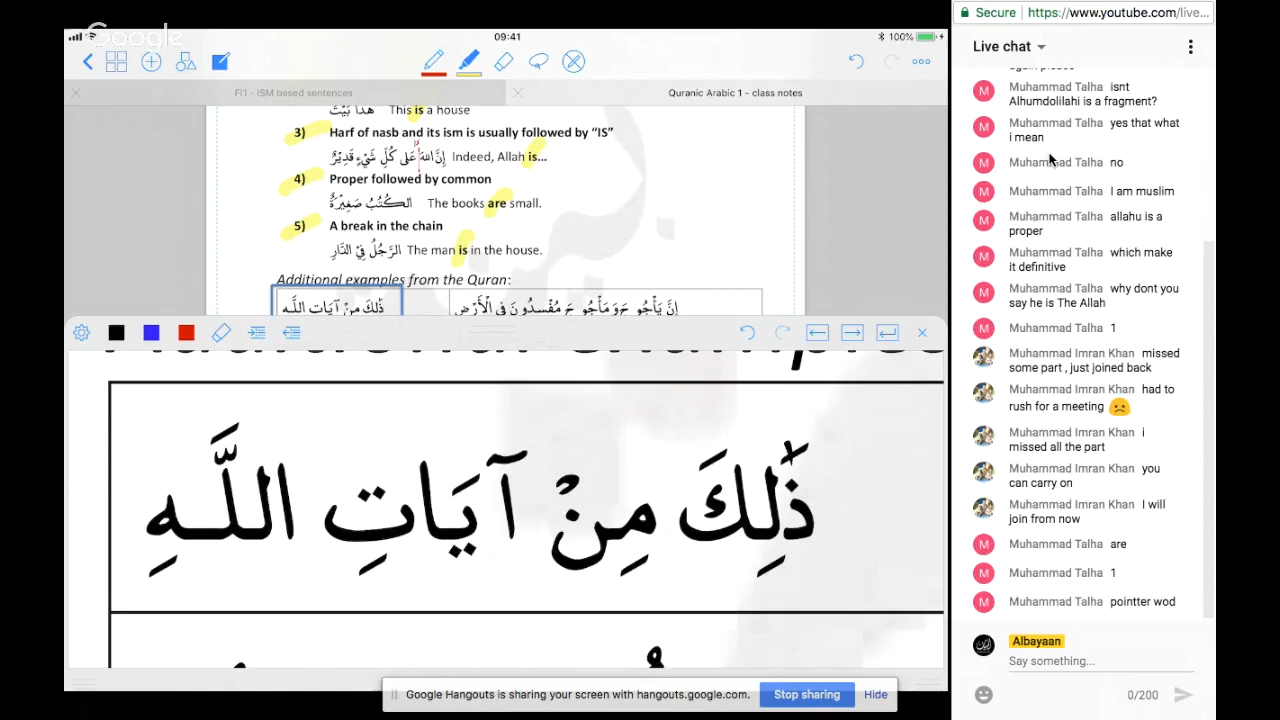 Google
09:41
100%
Fi'l - ISM based sentences
Quranic Arabic 1 - class notes
هذا بَيْتٌ This is a house
3) Harf of nasb and its ism is usually followed by “IS”
إِنَّ اللهَ عَلى كُلِّ شَيْءٍ قَدِيْرٌ Indeed, Allah is...
4) Proper followed by common
الكُتُبُ صَغِيْرَةٌ The books are small.
5) A break in the chain
الرَّجُلُ فِيْ الدَّارِ The man is in the house.
Additional examples from the Quran:
إِنَّ يَأْجُوجَ وَمَأْجُوجَ مُفْسِدُونَ فِي الْأَرْضِ
ذَٰلِكَ مِنْ آيَاتِ اللَّـهِ
ذَٰلِكَ مِنْ آيَاتِ اللَّـهِ
Google Hangouts is sharing your screen with hangouts.google.com.
Stop sharing
Hide
Secure
https://www.youtube.com/live...
Live chat
Muhammad Talha isnt
Alhumdolilahi is a fragment?
Muhammad Talha yes that what
i mean
Muhammad Talha no
Muhammad Talha I am muslim
Muhammad Talha allahu is a
proper
Muhammad Talha which make
it definitive
Muhammad Talha why dont you
say he is The Allah
Muhammad Talha 1
Muhammad Imran Khan missed
some part , just joined back
Muhammad Imran Khan had to
rush for a meeting
Muhammad Imran Khan i
missed all the part
Muhammad Imran Khan you
can carry on
Muhammad Imran Khan I will
join from now
Muhammad Talha are
Muhammad Talha 1
Muhammad Talha pointter wod
Albayaan
Say something...
0/200